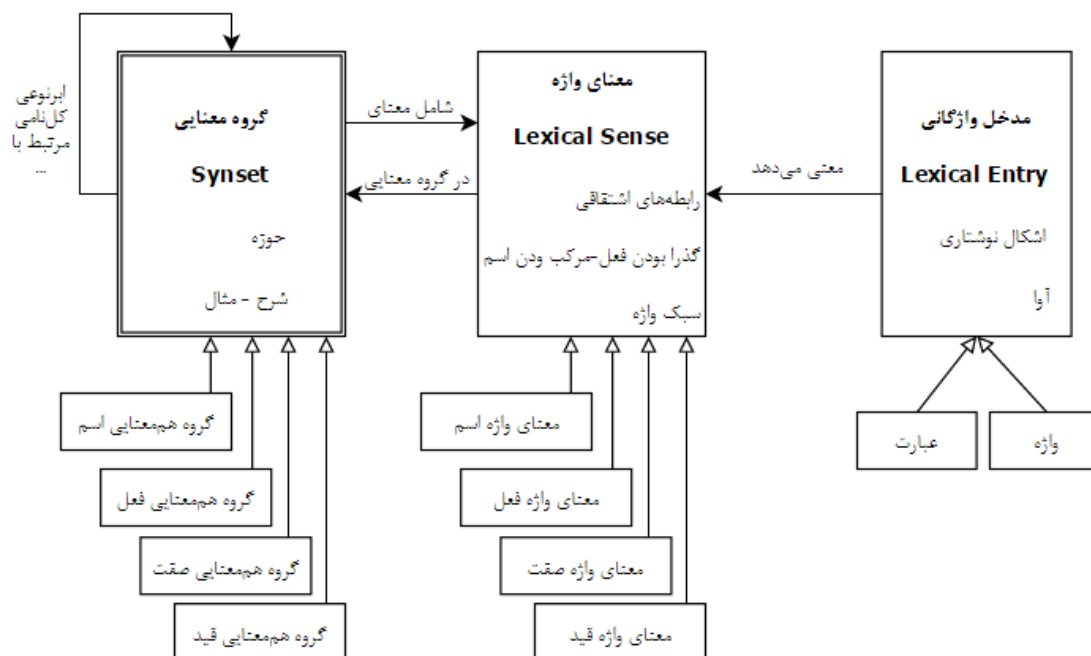 مدخل واژگانی
Lexical Entry
اشکال نوشتاری
آوا
واژه
عبارت
معنی می‌دهد
معنای واژه
Lexical Sense
رابطه‌های اشتقاقی
گذرا بودن فعل-مرکب ودن اسم
سبک واژه
معنای واژه اسم
معنای واژه فعل
معنای واژه صفت
معنای واژه قید
شامل معنای
در گروه معنایی
گروه معنایی
Synset
حوزه
شرح - مثال
ابرنوعی
کل‌نامی
مرتبط با
...
گروه هم‌معنایی اسم
گروه هم‌معنایی فعل
گروه هم‌معنایی صقت
گروه هم‌معنایی قید